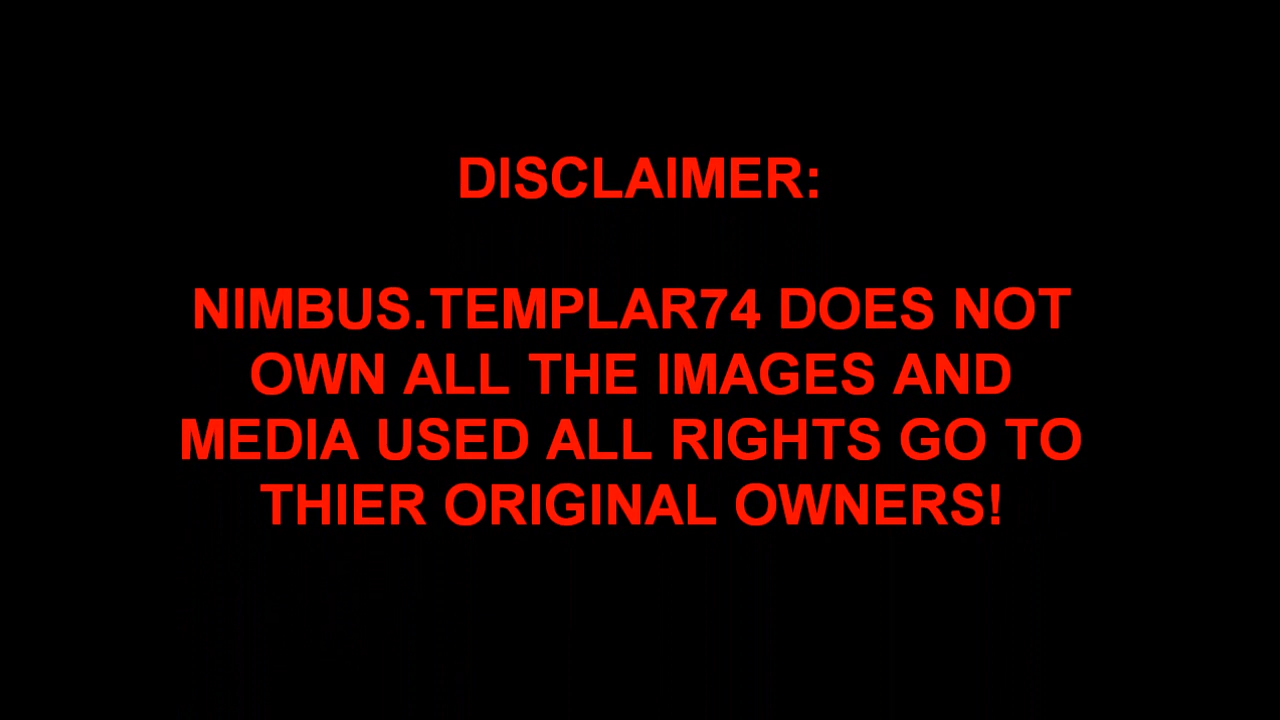 DISCLAIMER:
NIMBUS.TEMPLAR74 DOES NOT
OWN ALL THE IMAGES AND
MEDIA USED ALL RIGHTS GO TO
THIER ORIGINAL OWNERS!